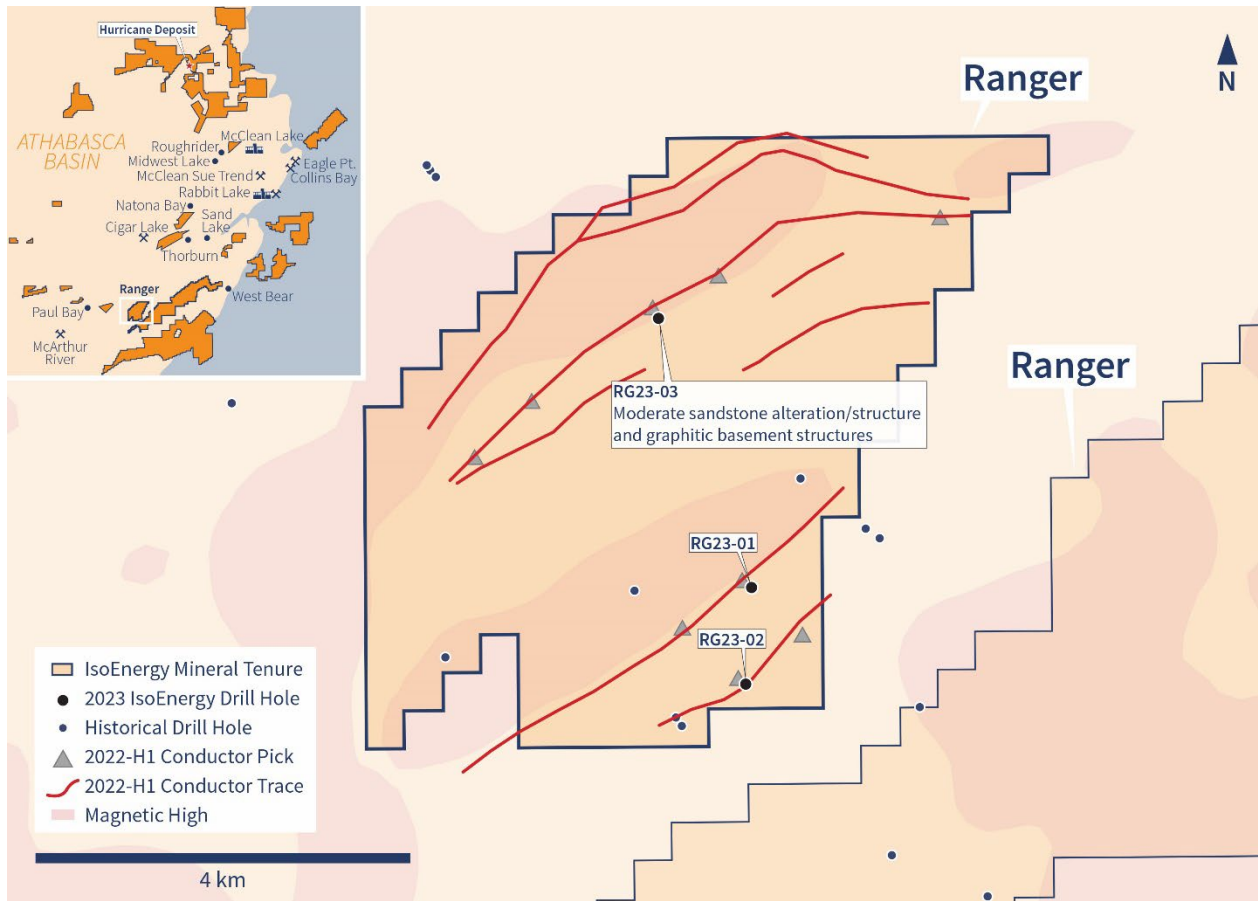 Hurricane Deposit
ATHABASCA
BASIN
McClean Lake
Roughrider
Midwest Lake
McClean Sue Trend
Eagle Pt.
Collins Bay
Rabbit Lake
Natona Bay
Sand
Lake
Cigar Lake
Thorburn
Ranger
West Bear
Paul Bay
McArthur
River
Ranger
N
Ranger
RG23-03
Moderate sandstone alteration/structure
and graphitic basement structures
RG23-01
RG23-02
IsoEnergy Mineral Tenure
2023 IsoEnergy Drill Hole
Historical Drill Hole
2022-H1 Conductor Pick
2022-H1 Conductor Trace
Magnetic High
4 km